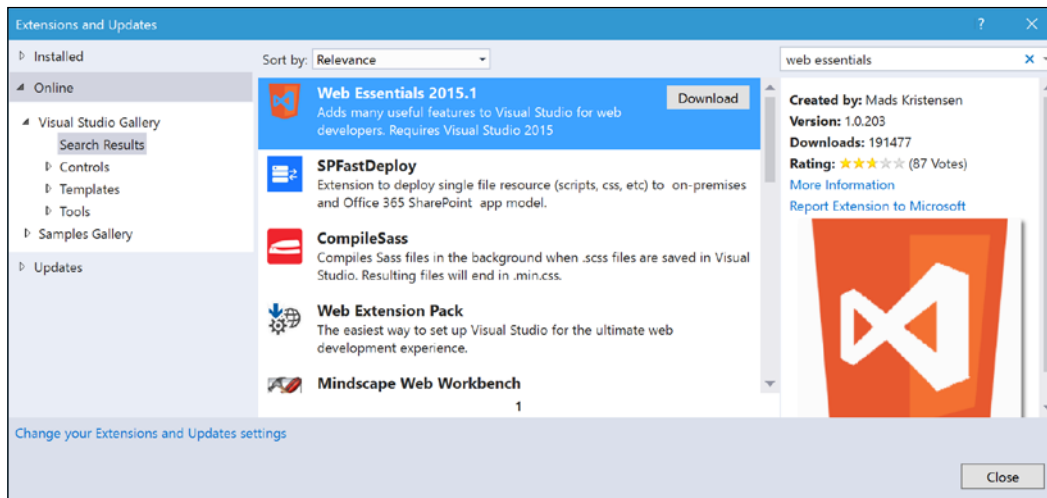 Extensions and Updates
?
Installed
Online
Visual Studio Gallery
Search Results
Controls
Templates
Tools
Samples Gallery
Updates
Sort by: Relevance
Web Essentials 2015.1
Download
Adds many useful features to Visual Studio for web
developers. Requires Visual Studio 2015
SPFastDeploy
Extension to deploy single file resource (scripts, css, etc) to on-premises
and Office 365 SharePoint app model.
CompileSass
Compiles Sass files in the background when .scss files are saved in Visual
Studio. Resulting files will end in .min.css.
Web Extension Pack
The easiest way to set up Visual Studio for the ultimate web
development experience.
Mindscape Web Workbench
1
web essentials
Created by: Mads Kristensen
Version: 1.0.203
Downloads: 191477
Rating: (87 Votes)
More Information
Report Extension to Microsoft
Change your Extensions and Updates settings
Close